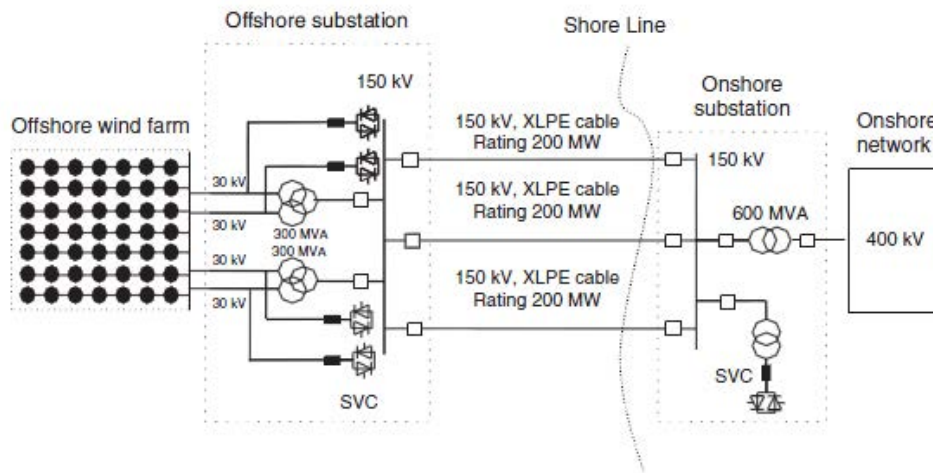 Offshore substation
Shore Line
150 kV
Onshore
substation
Offshore wind farm
150 kV, XLPE cable
Rating 200 MW
Onshore
network
150 kV
30 kV
150 kV, XLPE cable
Rating 200 MW
600 MVA
30 kV
300 MVA
300 MVA
400 kV
30 kV
150 kV, XLPE cable
Rating 200 MW
30 kV
SVC
SVC